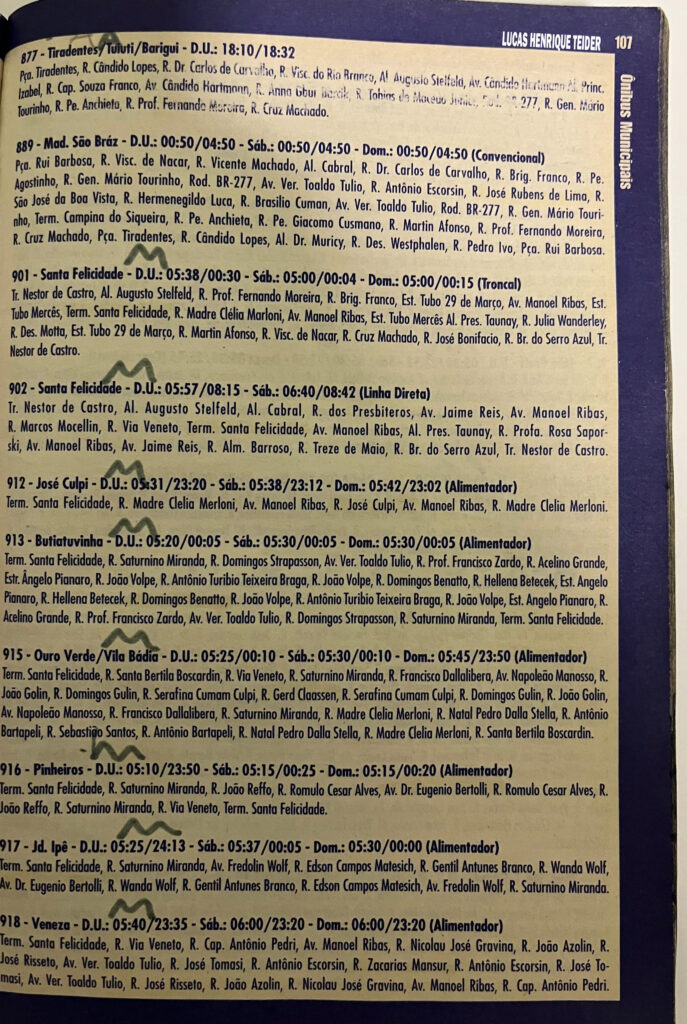 LUCAS HENRIQUE TEIDER 107
Ônibus Municipais
877 - Tiradentes/Tuiuti/Barigui - D.U.: 18:10/18:32
Pça. Tiradentes, R. Cândido Lopes, R. Dr. Carlos de Carvalho, R. Visc. do Rio Branco, Al. Augusto Stelfeld, Av. Cândido Hartmann Al. Princ.
Izabel, R. Cap. Souza Franco, Av. Cândido Hartmann, R. Anna R. Tobias de Macedo Junior, 277, R. Gen. Mário
Tourinho, R. Pe. Anchieta, R. Prof. Fernando Moreira, R. Cruz Machado.
889 - Mad. São Bráz - D.U.: 00:50/04:50 - Sáb.: 00:50/04:50 - Dom.: 00:50/04:50 (Convencional)
Pça. Rui Barbosa, R. Visc. de Nacar, R. Vicente Machado, Al. Cabral, R. Dr. Carlos de Carvalho, R. Brig. Franco, R. Pe.
Agostinho, R. Gen. Mário Tourinho, Rod. BR-277, Av. Ver. Toaldo Tulio, R. Antônio Escorsin, R. José Rubens de Lima, R.
São José da Boa Vista, R. Hermenegildo Luca, R. Brasilio Cuman, Av. Ver. Toaldo Tulio, Rod. BR-277, R. Gen. Mário Touri-
nho, Term. Campina do Siqueira, R. Pe. Anchieta, R. Pe. Giacomo Cusmano, R. Martin Afonso, R. Prof. Fernando Moreira,
R. Cruz Machado, Pça. Tiradentes, R. Cândido Lopes, Al. Dr. Muricy, R. Des. Westphalen, R. Pedro Ivo, Pça. Rui Barbosa.
901 - Santa Felicidade - D.U.: 05:38/00:30 - Sáb.: 05:00/00:04 - Dom.: 05:00/00:15 (Troncal)
Tr. Nestor de Castro, Al. Augusto Stelfeld, R. Prof. Fernando Moreira, R. Brig. Franco, Est. Tubo 29 de Março, Av. Manoel Ribas, Est.
Tubo Mercês, Term. Santa Felicidade, R. Madre Clélia Marloni, Av. Manoel Ribas, Est. Tubo Mercês Al. Pres. Taunay, R. Julia Wanderley,
R. Des. Motta, Est. Tubo 29 de Março, R. Martin Afonso, R. Visc. de Nacar, R. Cruz Machado, R. José Bonifacio, R. Br. do Serro Azul, Tr.
Nestor de Castro.
902 - Santa Felicidade - D.U.: 05:57/08:15 - Sáb.: 06:40/08:42 (Linha Direta)
Tr. Nestor de Castro, Al. Augusto Stelfeld, Al. Cabral, R. dos Presbiteros, Av. Jaime Reis, Av. Manoel Ribas,
R. Marcos Mocellin, R. Via Veneto, Term. Santa Felicidade, Av. Manoel Ribas, Al. Pres. Taunay, R. Profa. Rosa Sapor-
ski, Av. Manoel Ribas, Av. Jaime Reis, R. Alm. Barroso, R. Treze de Maio, R. Br. do Serro Azul, Tr. Nestor de Castro.
912 - José Culpi - D.U.: 05:31/23:20 - Sáb.: 05:38/23:12 - Dom.: 05:42/23:02 (Alimentador)
Term. Santa Felicidade, R. Madre Clelia Merloni, Av. Manoel Ribas, R. José Culpi, Av. Manoel Ribas, R. Madre Clelia Merloni.
913 - Butiatuvinha - D.U.: 05:20/00:05 - Sáb.: 05:30/00:05 - Dom.: 05:30/00:05 (Alimentador)
Term. Santa Felicidade, R. Saturnino Miranda, R. Domingos Strapasson, Av. Ver. Toaldo Tulio, R. Prof. Francisco Zardo, R. Acelino Grande,
Estr. Ângelo Pianaro, R. João Volpe, R. Antônio Turibio Teixeira Braga, R. João Volpe, R. Domingos Benatto, R. Hellena Betecek, Est. Angelo
Pianaro, R. Hellena Betecek, R. Domingos Benatto, R. João Volpe, R. Antônio Turibio Teixeira Braga, R. João Volpe, Est. Angelo Pianaro, R.
Acelino Grande, R. Prof. Francisco Zardo, Av. Ver. Toaldo Tulio, R. Domingos Strapasson, R. Saturnino Miranda, Term. Santa Felicidade.
915 - Ouro Verde/Vila Bádia - D.U.: 05:25/00:10 - Sáb.: 05:30/00:10 - Dom.: 05:45/23:50 (Alimentador)
Term. Santa Felicidade, R. Santa Bertila Boscardin, R. Via Veneto, R. Saturnino Miranda, R. Francisco Dallalibera, Av. Napoleão Manosso, R.
João Golin, R. Domingos Gulin, R. Serafina Cumam Culpi, R. Gerd Claassen, R. Serafina Cumam Culpi, R. Domingos Gulin, R. João Golin,
Av. Napoleão Manosso, R. Francisco Dallalibera, R. Saturnino Miranda, R. Madre Clelia Merloni, R. Natal Pedro Dalla Stella, R. Antônio
Bartapeli, R. Sebastião Santos, R. Antônio Bartapeli, R. Natal Pedro Dalla Stella, R. Madre Clelia Merloni, R. Santa Bertila Boscardin.
916 - Pinheiros - D.U.: 05:10/23:50 - Sáb.: 05:15/00:25 - Dom.: 05:15/00:20 (Alimentador)
Term. Santa Felicidade, R. Saturnino Miranda, R. João Reffo, R. Romulo Cesar Alves, Av. Dr. Eugenio Bertolli, R. Romulo Cesar Alves, R.
João Reffo, R. Saturnino Miranda, R. Via Veneto, Term. Santa Felicidade.
917 - Jd. Ipê - D.U.: 05:25/24:13 - Sáb.: 05:37/00:05 - Dom.: 05:30/00:00 (Alimentador)
Term. Santa Felicidade, R. Saturnino Miranda, Av. Fredolin Wolf, R. Edson Campos Matesich, R. Gentil Antunes Branco, R. Wanda Wolf,
Av. Dr. Eugenio Bertolli, R. Wanda Wolf, R. Gentil Antunes Branco, R. Edson Campos Matesich, Av. Fredolin Wolf, R. Saturnino Miranda.
918 - Veneza - D.U.: 05:40/23:35 - Sáb.: 06:00/23:20 - Dom.: 06:00/23:20 (Alimentador)
Term. Santa Felicidade, R. Via Veneto, R. Cap. Antônio Pedri, Av. Manoel Ribas, R. Nicolau José Gravina, R. João Azolin, R.
José Risseto, Av. Ver. Toaldo Tulio, R. José Tomasi, R. Antônio Escorsin, R. Zacarias Mansur, R. Antônio Escorsin, R. José To-
masi, Av. Ver. Toaldo Tulio, R. José Risseto, R. João Azolin, R. Nicolau José Gravina, Av. Manoel Ribas, R. Cap. Antônio Pedri.